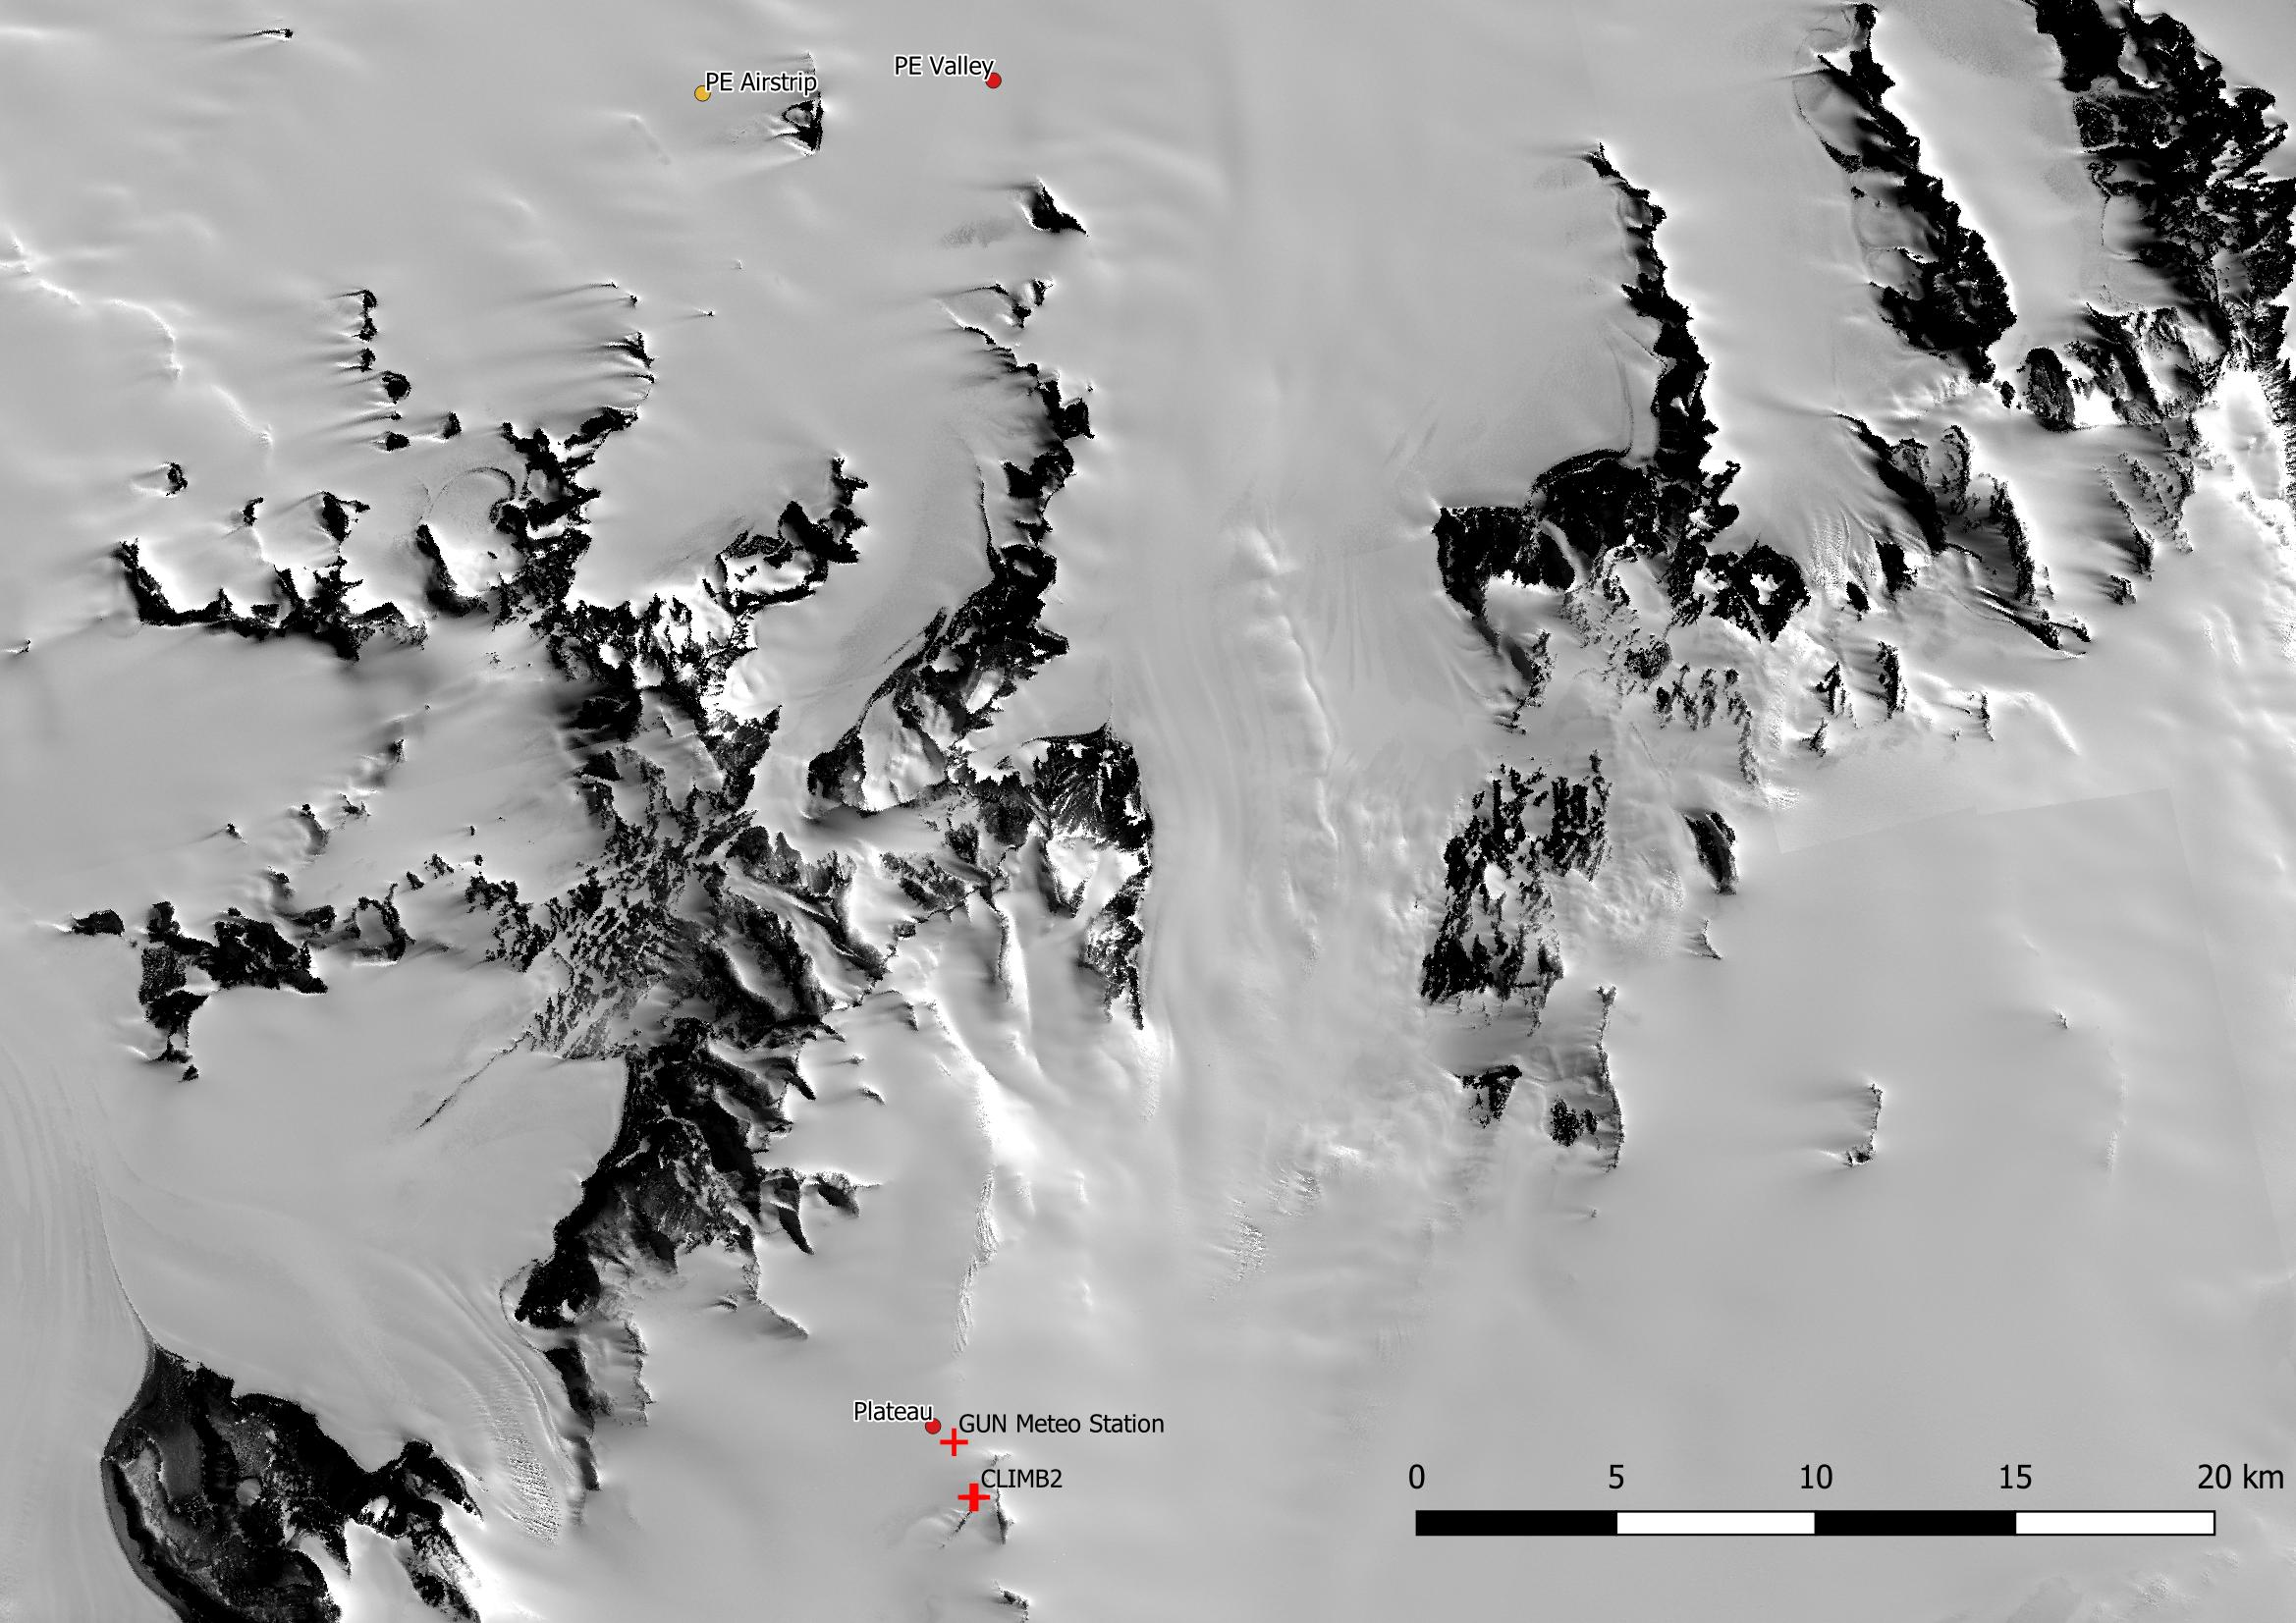 PE Valley
PE Airstrip
Plateau
GUN Meteo Station
CLIMB2
0 5 10 15 20 km